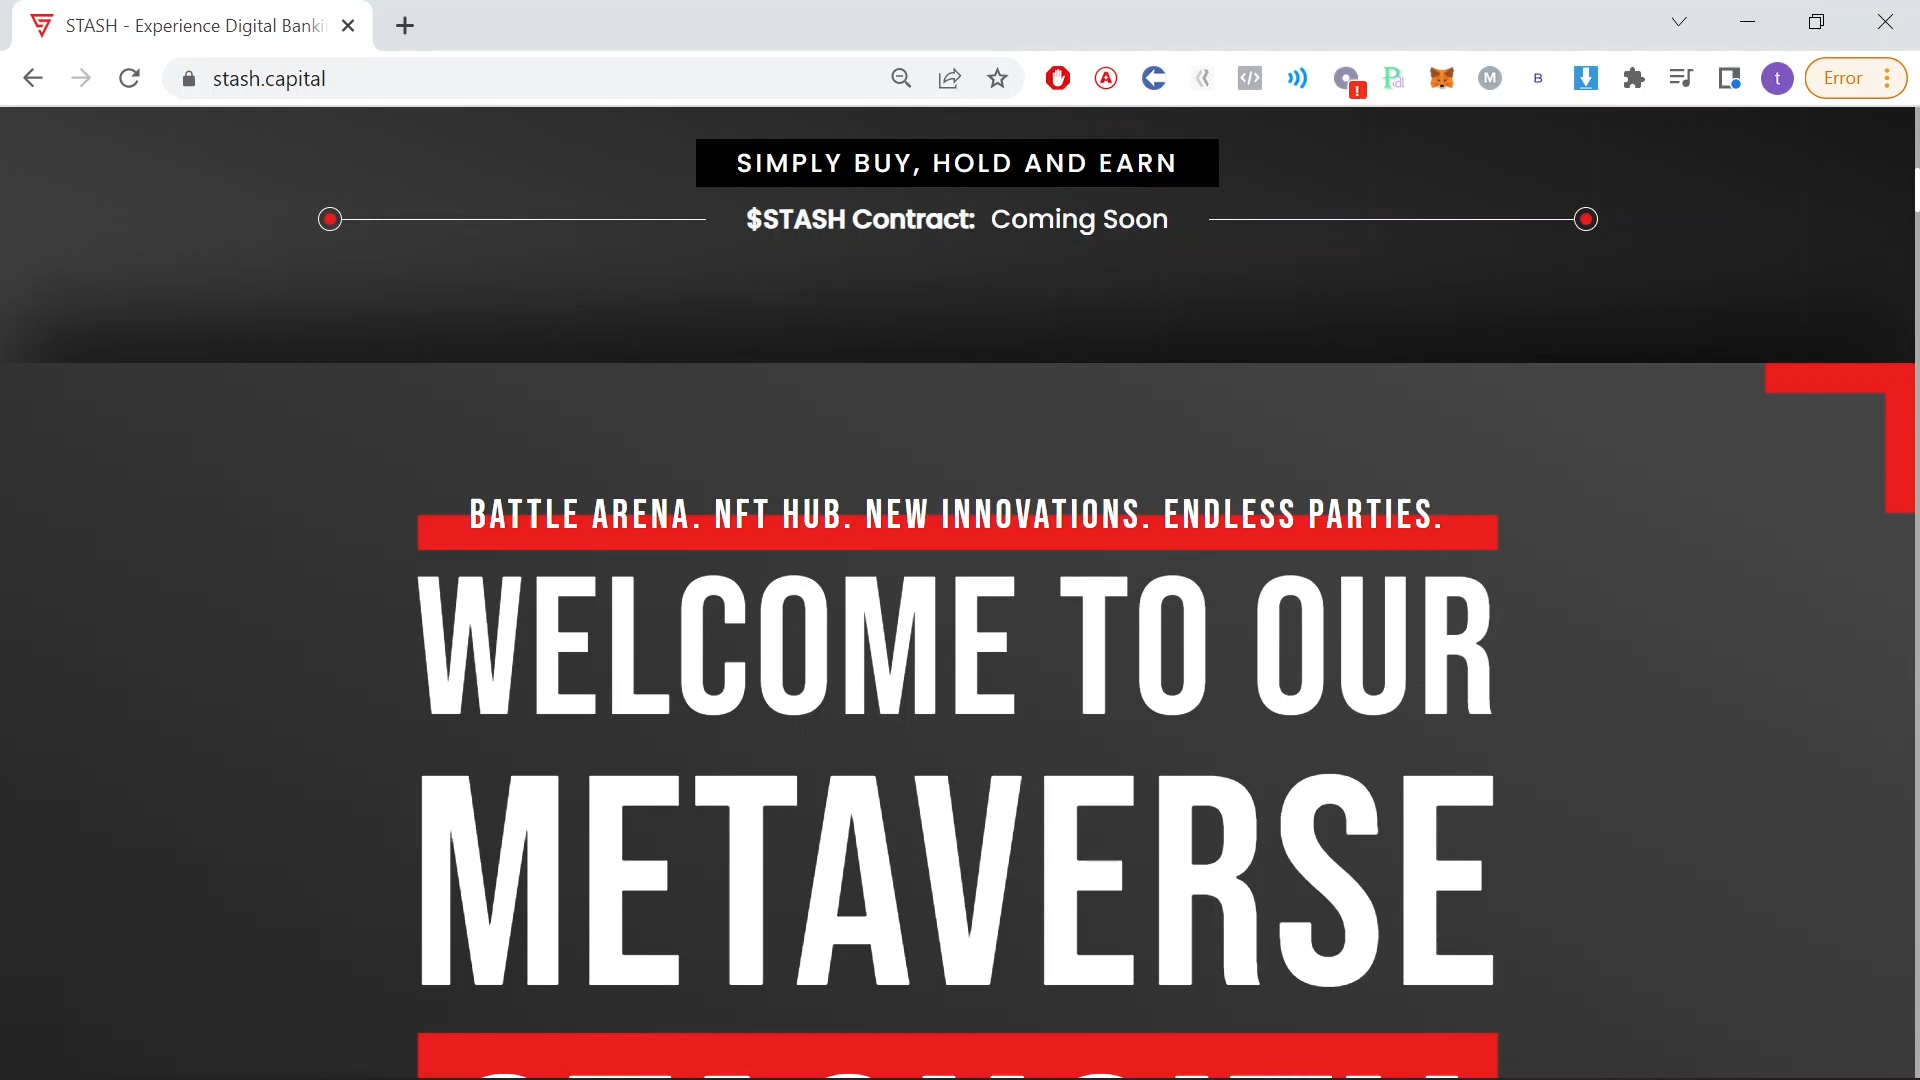 STASH - Experience Digital Banki
stash.capital
Error
SIMPLY BUY, HOLD AND EARN
$STASH Contract: Coming Soon
BATTLE ARENA. NFT HUB. NEW INNOVATIONS. ENDLESS PARTIES.
WELCOME TO OUR
METAVERSE